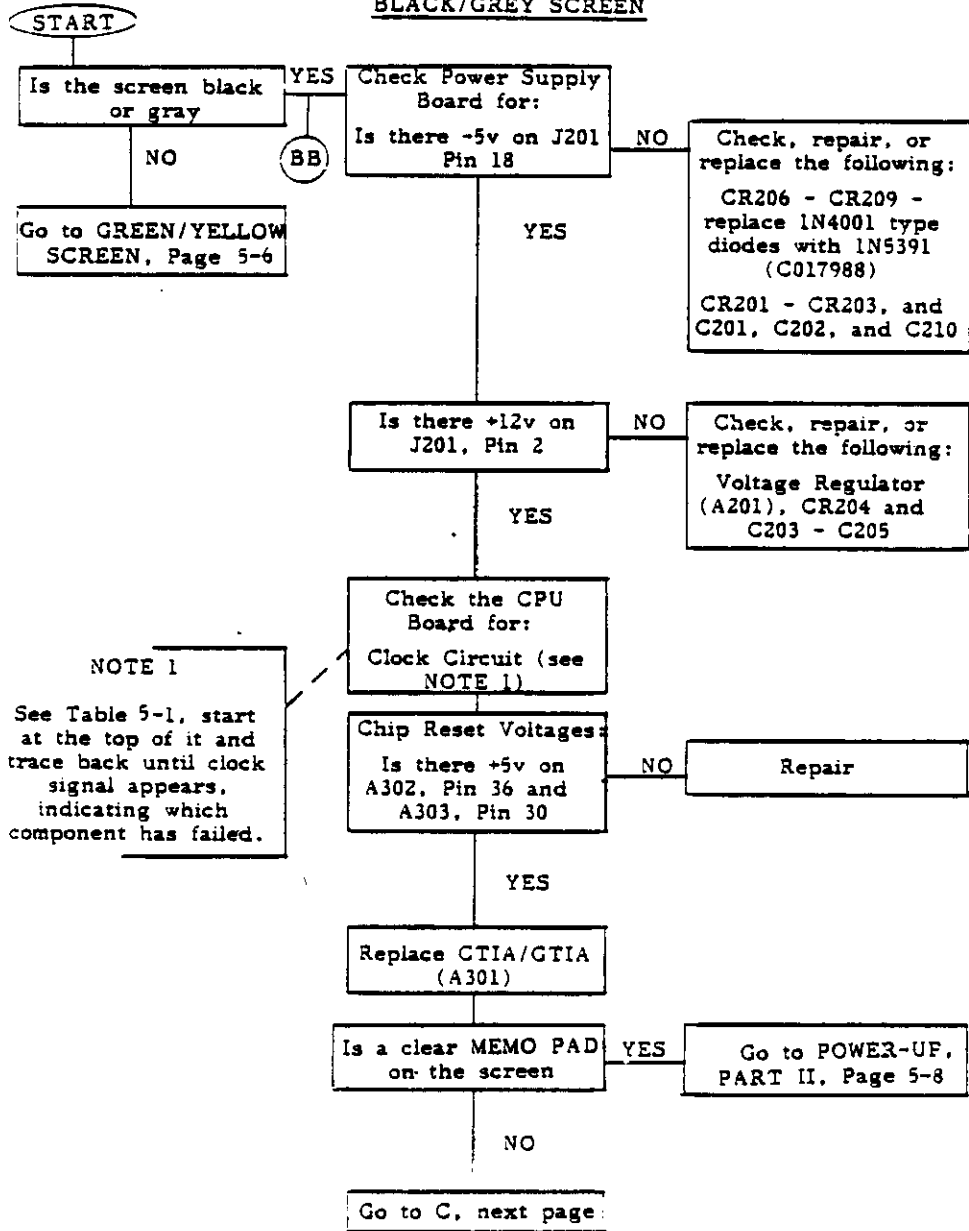 BLACK/GREY SCREEN
START
Is the screen black
or gray
YES
BB
NO
Go to GREEN/YELLOW
SCREEN, Page 5-6
Check Power Supply
Board for:
Is there +5v on J201
Pin 18
NO
Check, repair, or
replace the following:
CR206 - CR209 -
replace 1N4001 type
diodes with 1N5391
(C017988)
CR201 - CR203, and
C201, C202, and C210
YES
Is there +12v on
J201, Pin 2
NO
Check, repair, or
replace the following:
Voltage Regulator
(A201), CR204 and
C203 - C205
YES
Check the CPU
Board for:
Clock Circuit (see
NOTE 1)
NOTE 1
See Table 5-1, start
at the top of it and
trace back until clock
signal appears,
indicating which
component has failed.
Chip Reset Voltages:
Is there +5v on
A302, Pin 36 and
A303, Pin 30
NO
Repair
YES
Replace CTIA/GTIA
(A301)
Is a clear MEMO PAD
on the screen
YES
Go to POWER-UP,
PART II, Page 5-8
NO
Go to C, next page